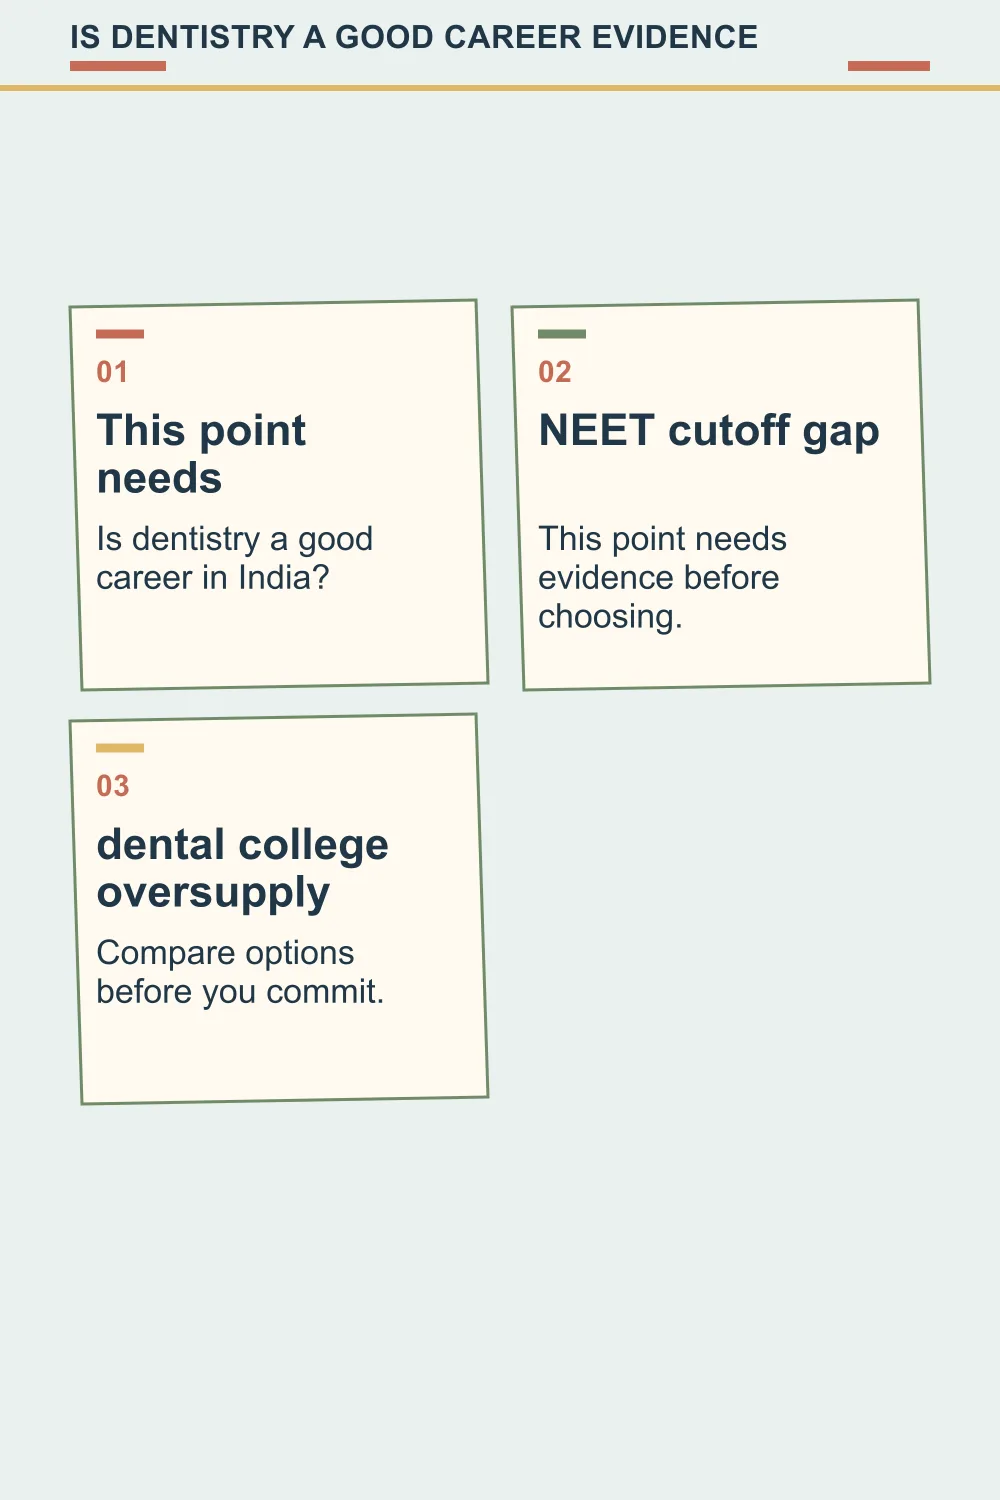 IS DENTISTRY A GOOD CAREER EVIDENCE
01
This point
needs
Is dentistry a good
career in India?
02
NEET cutoff gap
This point needs
evidence before
choosing.
03
dental college
oversupply
Compare options
before you commit.